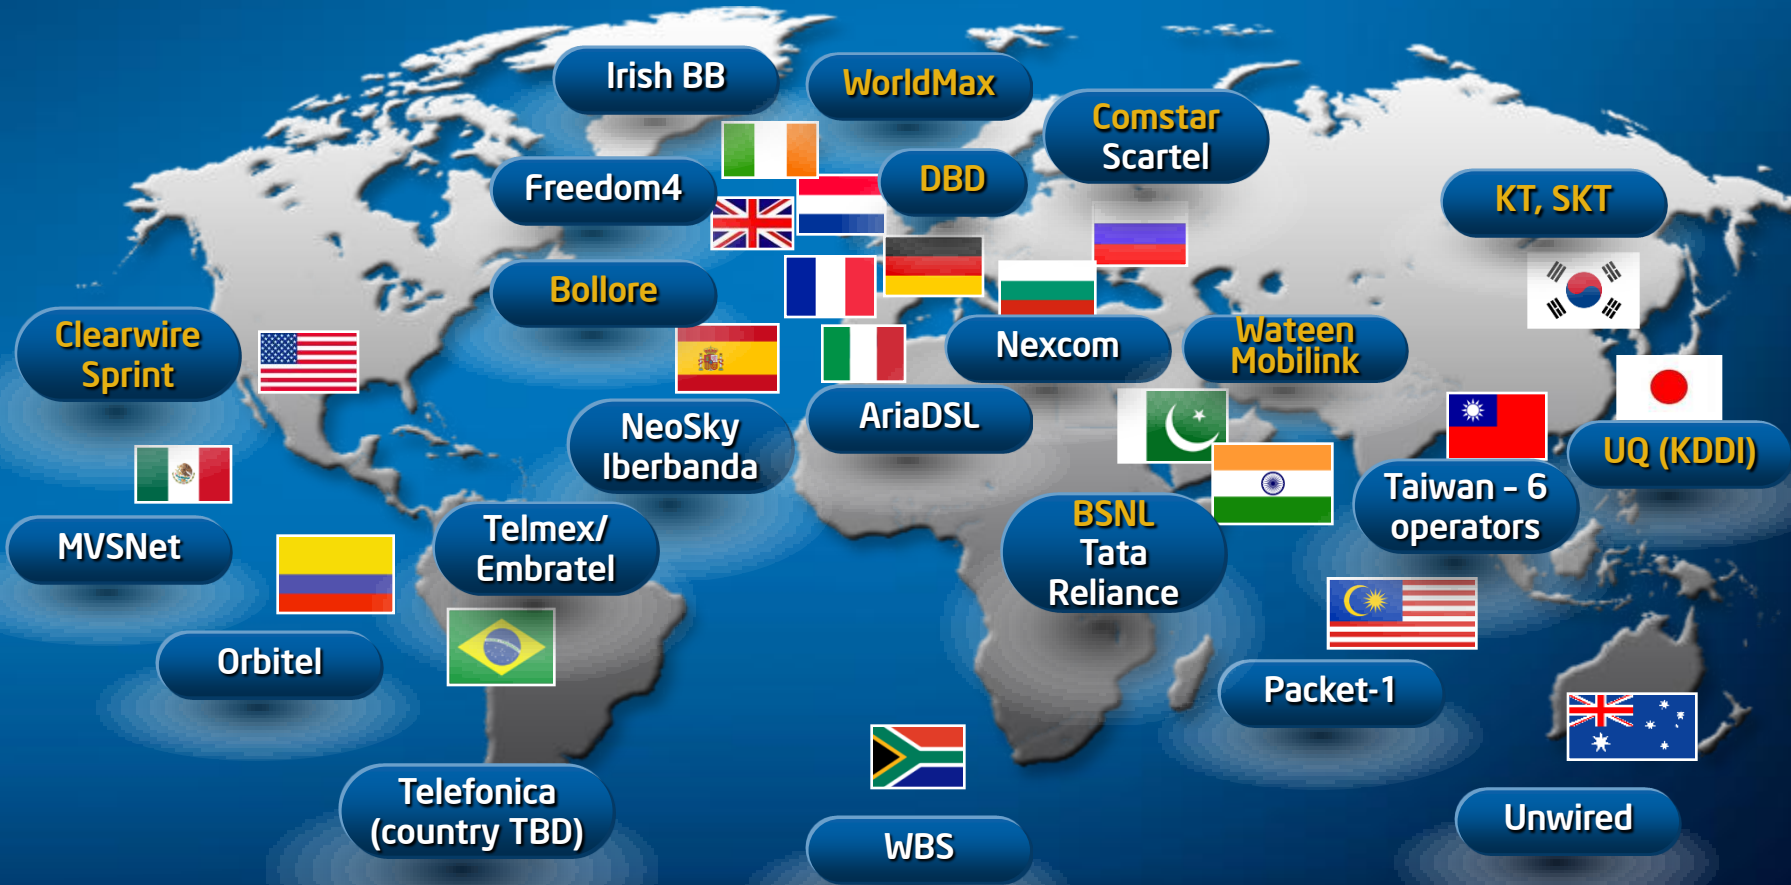 Irish BB
WorldMax
Comstar
Scartel
Freedom4
DBD
KT, SKT
Bollore
Clearwire
Sprint
Nexcom
Wateen
Mobilink
NeoSky
Iberbanda
AriaDSL
UQ (KDDI)
Taiwan – 6
operators
MVSNet
Telmex/
Embratel
BSNL
Tata
Reliance
Orbitel
Packet-1
Telefonica
(country TBD)
WBS
Unwired